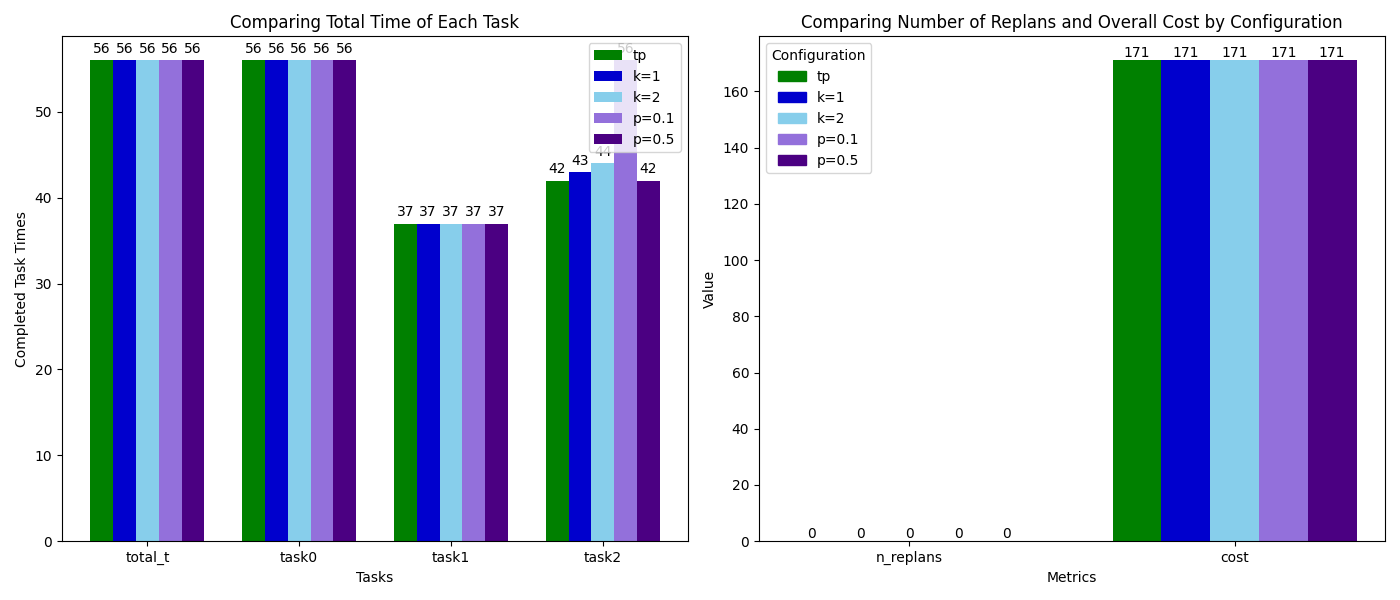 Comparing Total Time of Each Task
Completed Task Times
50
40
30
20
10
0
56 56 56 56 56
56 56 56 56 56
37 37 37 37 37
42 43 44 56 42
tp
k=1
k=2
p=0.1
p=0.5
total_t task0 task1 task2
Tasks
Comparing Number of Replans and Overall Cost by Configuration
Value
160
140
120
100
80
60
40
20
0
Configuration
tp
k=1
k=2
p=0.1
p=0.5
0 0 0 0 0
171 171 171 171 171
n_replans cost
Metrics